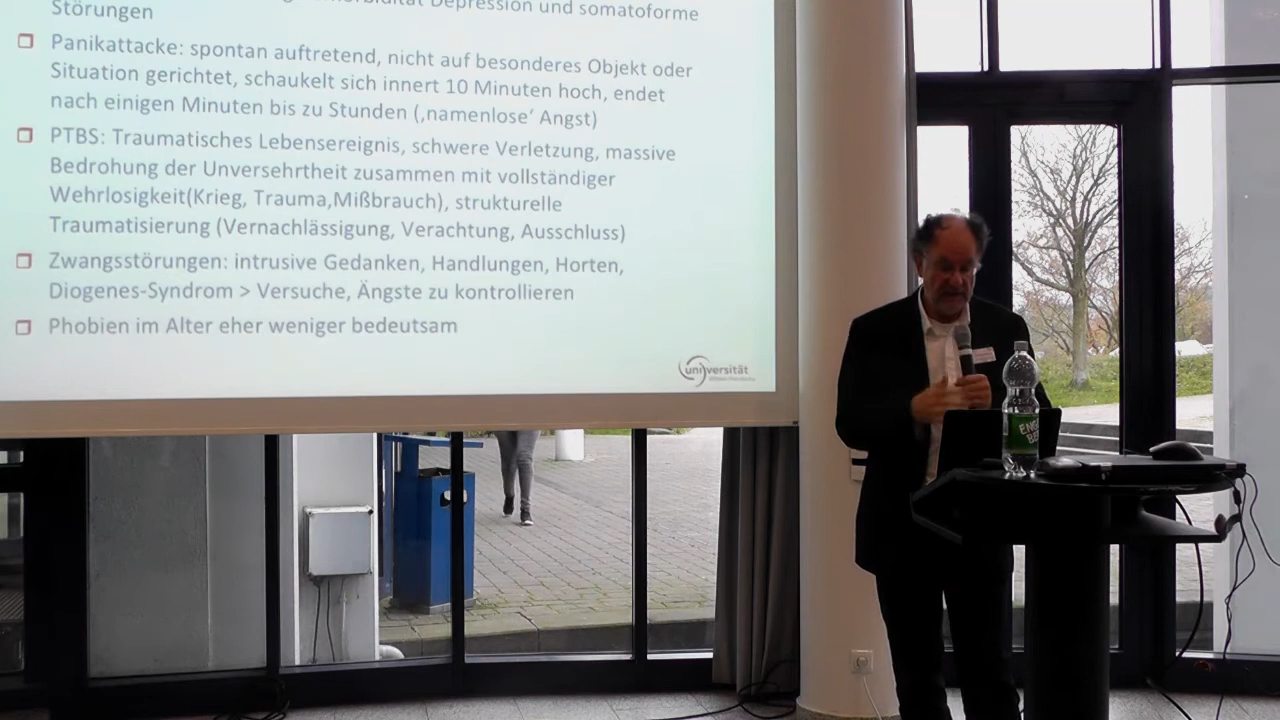 Depression und somatoforme
Störungen
Panikattacke: spontan auftretend, nicht auf besonderes Objekt oder
Situation gerichtet, schaukelt sich innert 10 Minuten hoch, endet
nach einigen Minuten bis zu Stunden (‚namenlose‘ Angst)
PTBS: Traumatisches Lebensereignis, schwere Verletzung, massive
Bedrohung der Unversehrtheit zusammen mit vollständiger
Wehrlosigkeit(Krieg, Trauma,Mißbrauch), strukturelle
Traumatisierung (Vernachlässigung, Verachtung, Ausschluss)
Zwangsstörungen: intrusive Gedanken, Handlungen, Horten,
Diogenes-Syndrom > Versuche, Ängste zu kontrollieren
Phobien im Alter eher weniger bedeutsam
universität